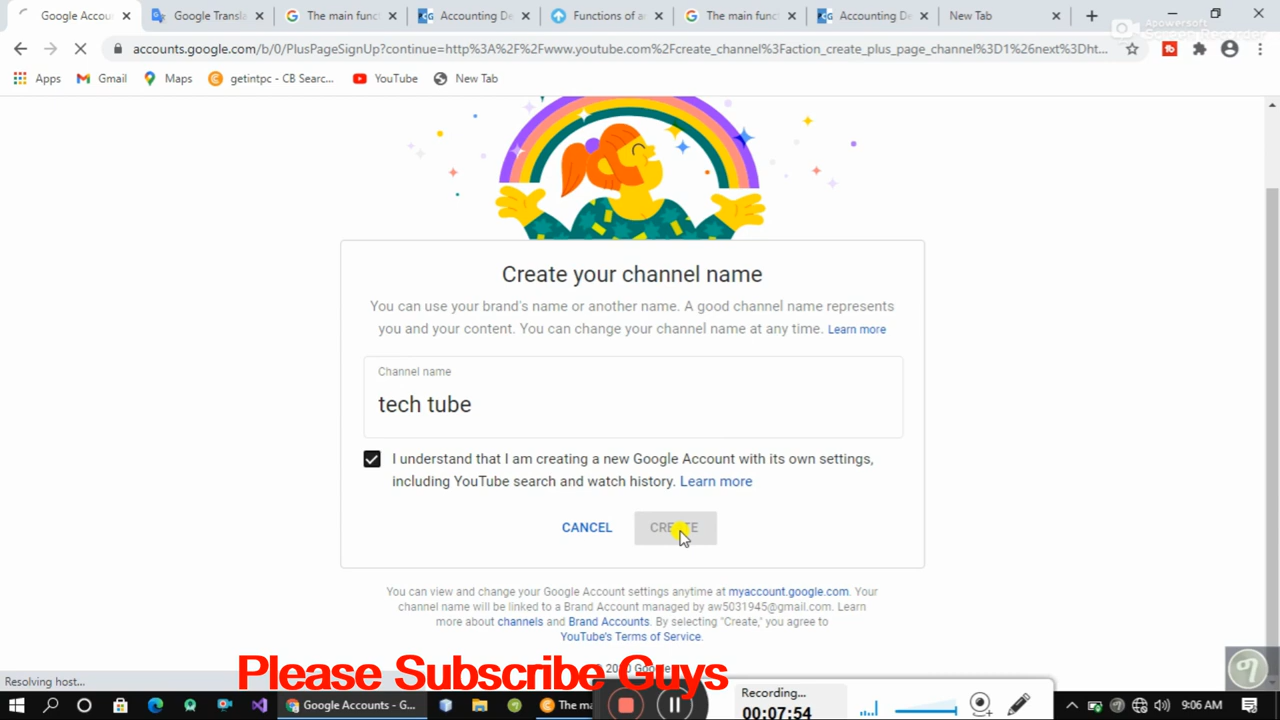 Google Accoun
Google Transla
The main func
Accounting De
Functions of a
The main func
Accounting De
New Tab
Apowersoft
Screen Recorder
accounts.google.com/b/0/PlusPageSignUp?continue=http%3A%2F%2Fwww.youtube.com%2Fcreate_channel%3Faction_create_plus_page_channel%3D1%26next%3Dht...
Apps
Gmail
Maps
getintpc - CB Searc...
YouTube
New Tab
Create your channel name
You can use your brand's name or another name. A good channel name represents
you and your content. You can change your channel name at any time. Learn more
Channel name
tech tube
I understand that I am creating a new Google Account with its own settings,
including YouTube search and watch history. Learn more
CANCEL
CREATE
You can view and change your Google Account settings anytime at myaccount.google.com. Your
channel name will be linked to a Brand Account managed by aw5031945@gmail.com. Learn
more about channels and Brand Accounts. By selecting "Create," you agree to
YouTube's Terms of Service.
Resolving host...
Please Subscribe Guys
Google Accounts - G...
The ma
Recording...
00:07:54
9:06 AM